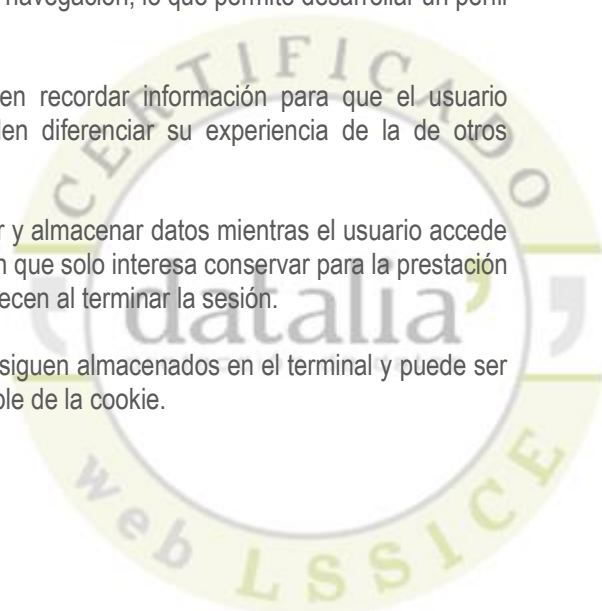 navegación, lo que permite desarrollar un perfil
en recordar información para que el usuario
den diferenciar su experiencia de la de otros
r y almacenar datos mientras el usuario accede
n que solo interesa conservar para la prestación
ecen al terminar la sesión.
siguen almacenados en el terminal y puede ser
ble de la cookie.
CERTIFICADO
datalia
web LSSICE